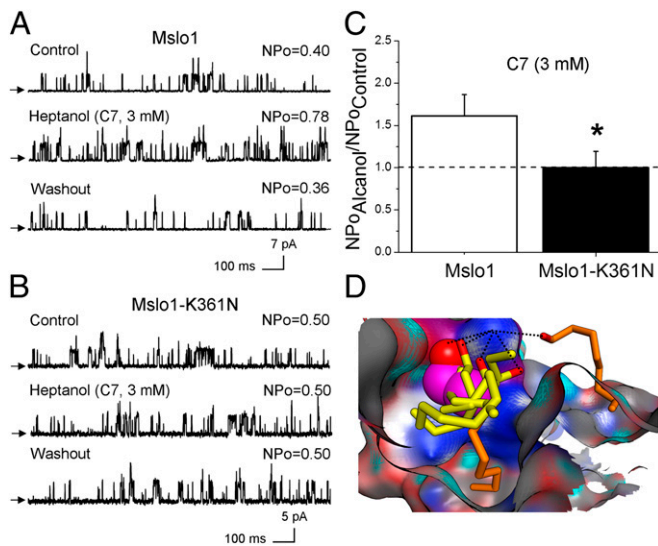 A
Mslo1
Control NPo=0.40
Heptanol (C7, 3 mM) NPo=0.78
Washout NPo=0.36
7 pA
100 ms
B
Mslo1-K361N
Control NPo=0.50
Heptanol (C7, 3 mM) NPo=0.50
Washout NPo=0.50
5 pA
100 ms
C
NPoAlcanol/NPoControl
2.5
2.0
1.5
1.0
0.5
0.0
C7 (3 mM)
*
Mslo1 Mslo1-K361N
D